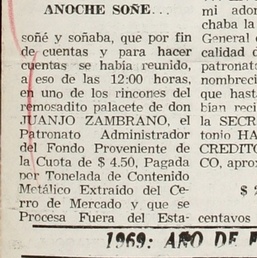 ANOCHE SOÑE...
soñé y soñaba, que por fin
de cuentas y para hacer
cuentas se había reunido,
a eso de las 12:00 horas,
en uno de los rincones del
remosadito palacete de don
JUANJO ZAMBRANO, el
Patronato Administrador
del Fondo Proveniente de
la Cuota de $ 4.50, Pagada
por Tonelada de Contenido
Metálico Extraido del Ce-
rro de Mercado y que se
Procesa Fuera del Esta-
mi ador
chaba la
General
calidad d
patronat
nombreci
que hast
bian reci
la SECR
tonio HA
CREDITO
CO, apro
$
centavos
1969: AÑO DE